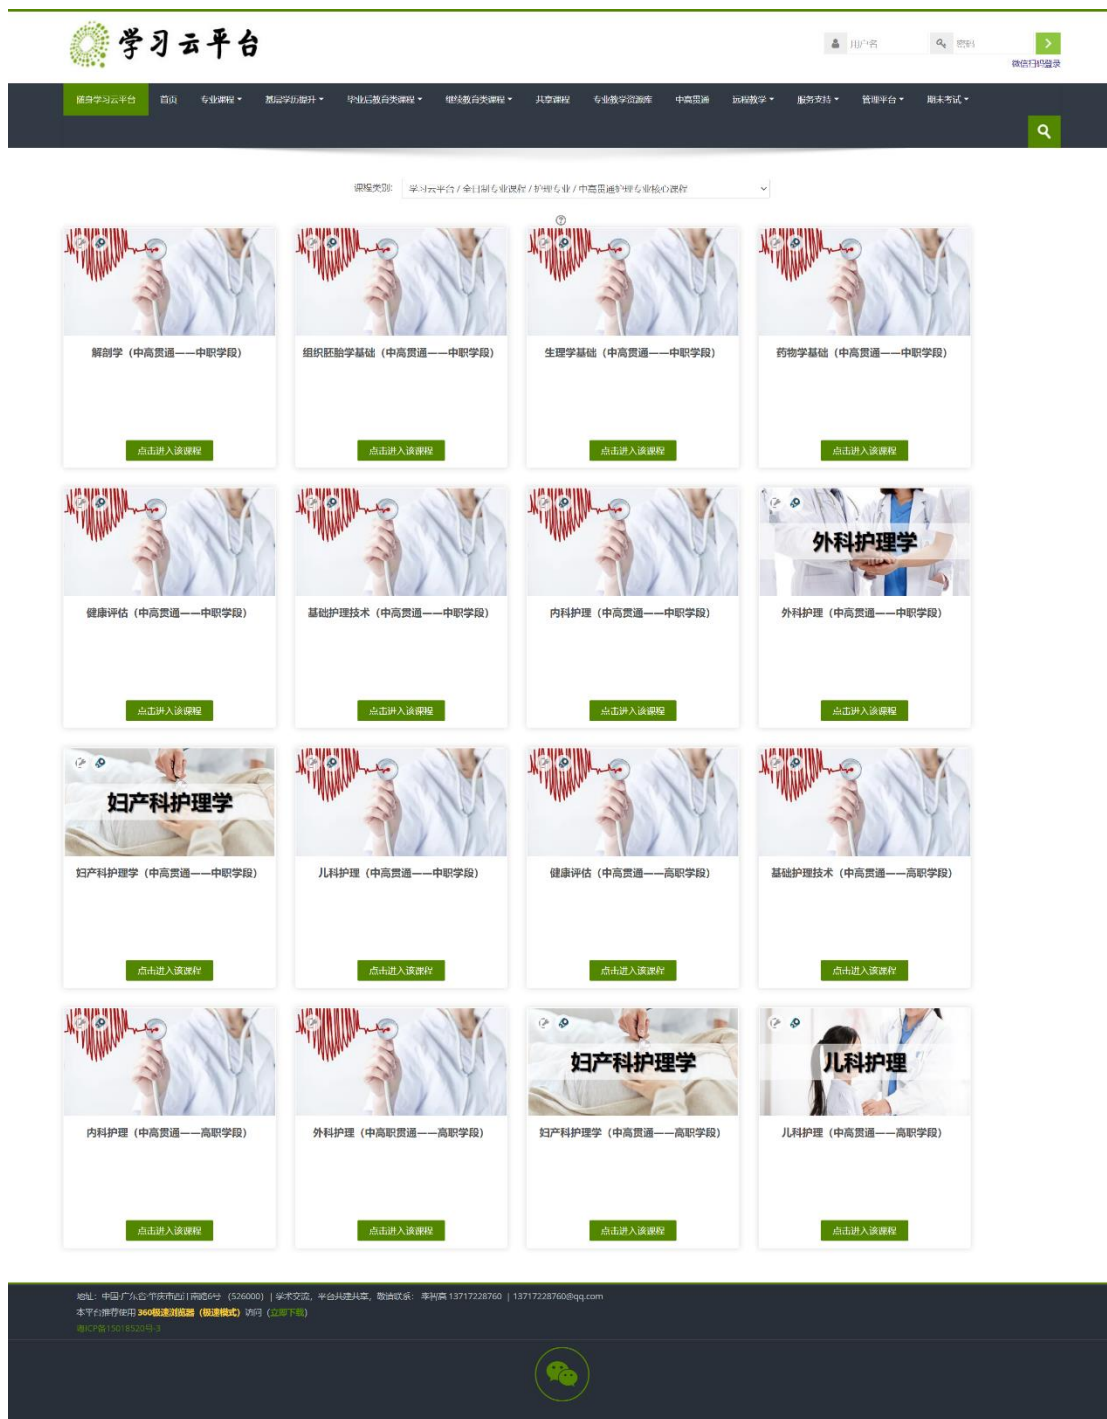 学习云平台
用户名
密码
微信扫码登录
随身学习云平台 首页 专业课程 基层学历提升 毕业后教育类课程 继续教育类课程 共享课程 专业教学资源库 中高贯通 远程教学 服务支持 管理平台 期末考试
课程类别: 学习云平台 / 全日制专业课程 / 护理专业 / 中高贯通护理专业核心课程
解剖学（中高贯通——中职学段） 组织胚胎学基础（中高贯通——中职学段） 生理学基础（中高贯通——中职学段） 药物学基础（中高贯通——中职学段）
点击进入该课程 点击进入该课程 点击进入该课程 点击进入该课程
外科护理学
健康评估（中高贯通——中职学段） 基础护理技术（中高贯通——中职学段） 内科护理（中高贯通——中职学段） 外科护理（中高贯通——中职学段）
点击进入该课程 点击进入该课程 点击进入该课程 点击进入该课程
妇产科护理学
妇产科护理学（中高贯通——中职学段） 儿科护理（中高贯通——中职学段） 健康评估（中高贯通——高职学段） 基础护理技术（中高贯通——高职学段）
点击进入该课程 点击进入该课程 点击进入该课程 点击进入该课程
妇产科护理学 儿科护理
内科护理（中高贯通——高职学段） 外科护理（中高职贯通——高职学段） 妇产科护理学（中高贯通——高职学段） 儿科护理（中高贯通——高职学段）
点击进入该课程 点击进入该课程 点击进入该课程 点击进入该课程
地址：中国·广东省·肇庆市西江南路6号 (526000) | 学术交流，平台共建共享，敬请联系： 高 13717228760 | 13717228760@qq.com
本平台推荐使用 360极速浏览器（极速模式）访问（立即下载）
粤ICP备15018520号-3